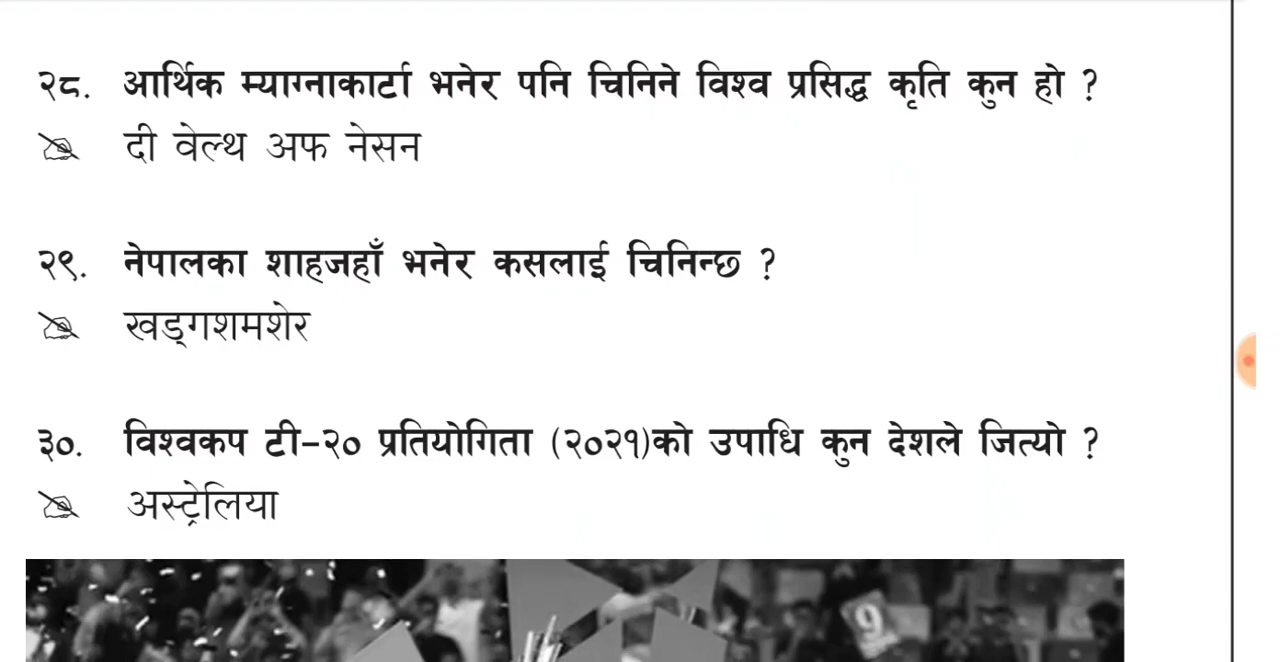 २८. आर्थिक म्याग्नाकार्टा भनेर पनि चिनिने विश्व प्रसिद्ध कृति कुन हो ?
दी वेल्थ अफ नेसन
२९. नेपालका शाहजहाँ भनेर कसलाई चिनिन्छ ?
खड्गशमशेर
३०. विश्वकप टी–२० प्रतियोगिता (२०२१)को उपाधि कुन देशले जित्यो ?
अस्ट्रेलिया
9